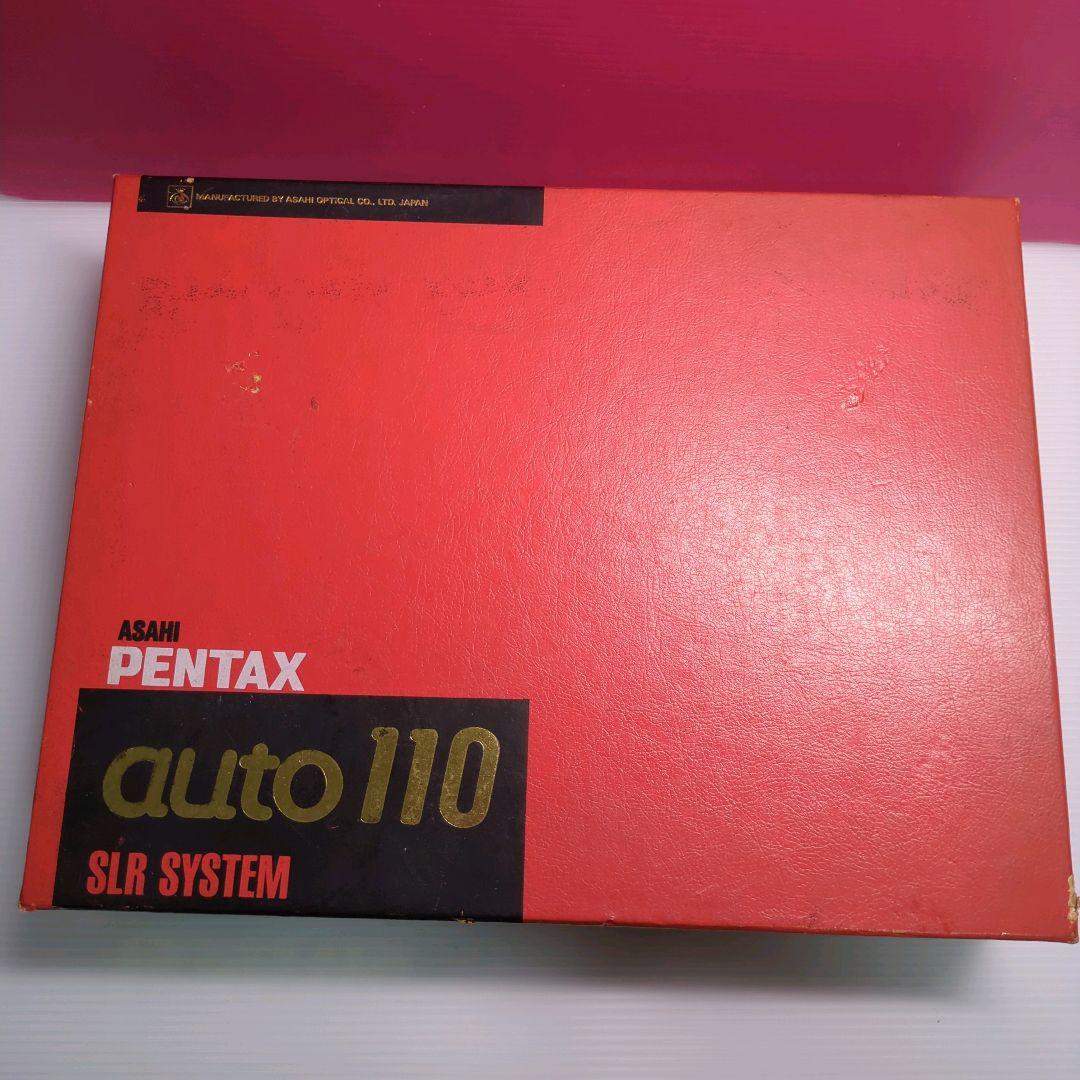 MANUFACTURED BY ASAHI OPTICAL CO., LTD. JAPAN
ASAHI
PENTAX
auto 110
SLR SYSTEM